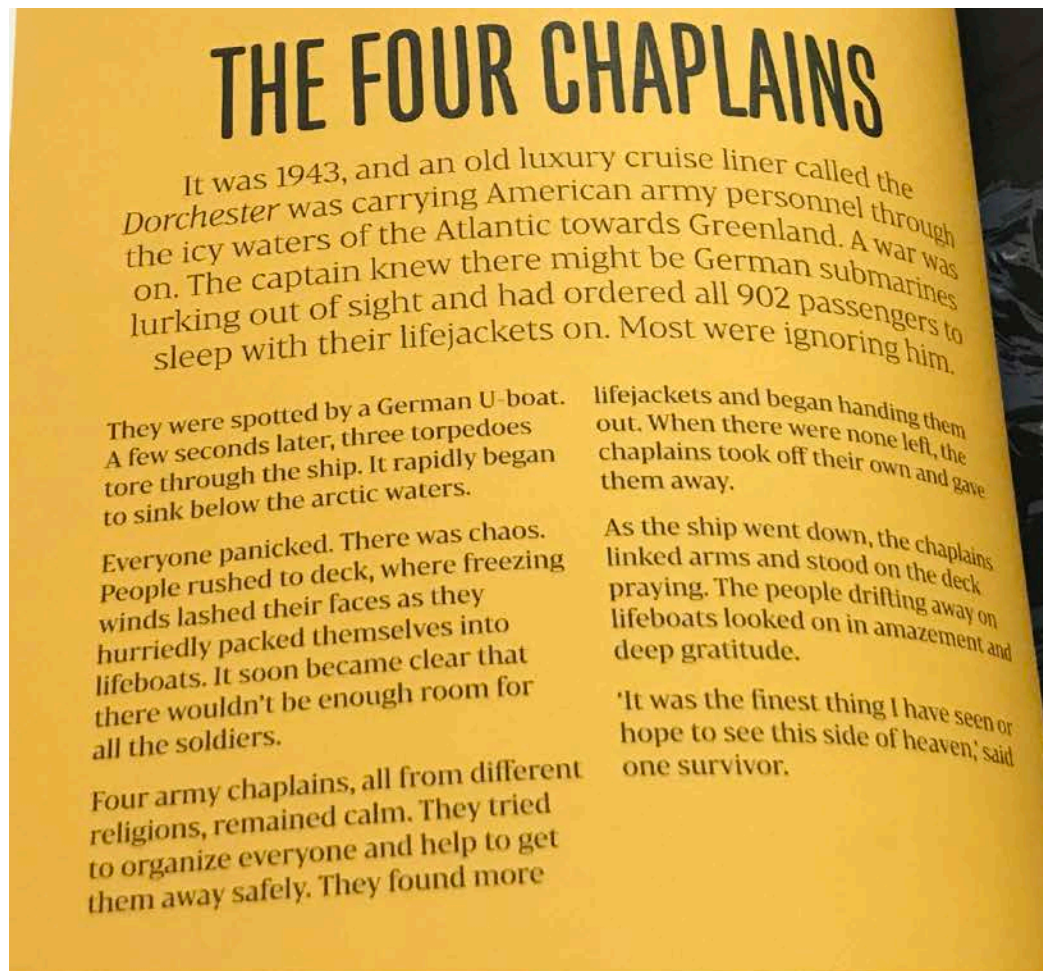 THE FOUR CHAPLAINS
It was 1943, and an old luxury cruise liner called the
Dorchester was carrying American army personnel through
the icy waters of the Atlantic towards Greenland. A war was
on. The captain knew there might be German submarines
lurking out of sight and had ordered all 902 passengers to
sleep with their lifejackets on. Most were ignoring him.
They were spotted by a German U-boat.
A few seconds later, three torpedoes
tore through the ship. It rapidly began
to sink below the arctic waters.
Everyone panicked. There was chaos.
People rushed to deck, where freezing
winds lashed their faces as they
hurriedly packed themselves into
lifeboats. It soon became clear that
there wouldn't be enough room for
all the soldiers.
Four army chaplains, all from different
religions, remained calm. They tried
to organize everyone and help to get
them away safely. They found more
lifejackets and began handing them
out. When there were none left, the
chaplains took off their own and gave
them away.
As the ship went down, the chaplains
linked arms and stood on the deck
praying. The people drifting away on
lifeboats looked on in amazement and
deep gratitude.
‘It was the finest thing I have seen or
hope to see this side of heaven,’ said
one survivor.